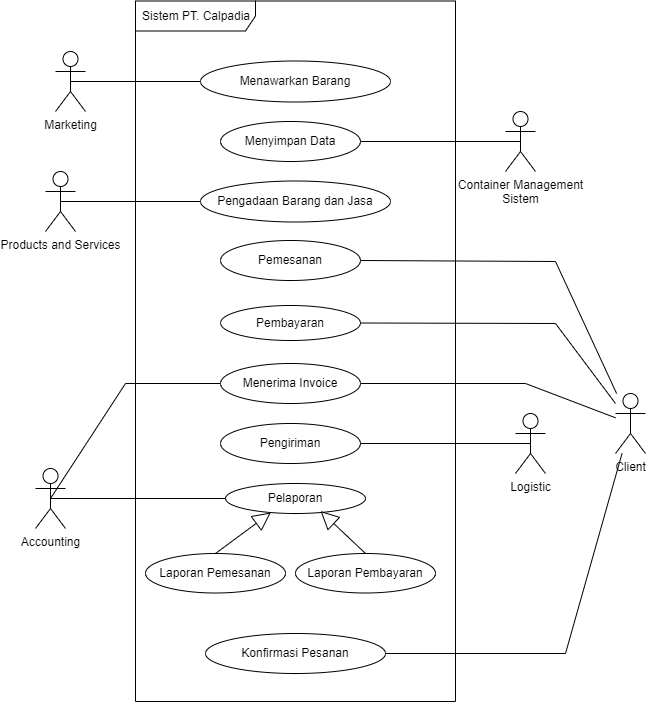 Sistem PT. Calpadia
Menawarkan Barang
Marketing
Menyimpan Data
Container Management
Sistem
Pengadaan Barang dan Jasa
Products and Services
Pemesanan
Pembayaran
Menerima Invoice
Pengiriman
Client
Logistic
Pelaporan
Accounting
Laporan Pemesanan
Laporan Pembayaran
Konfirmasi Pesanan